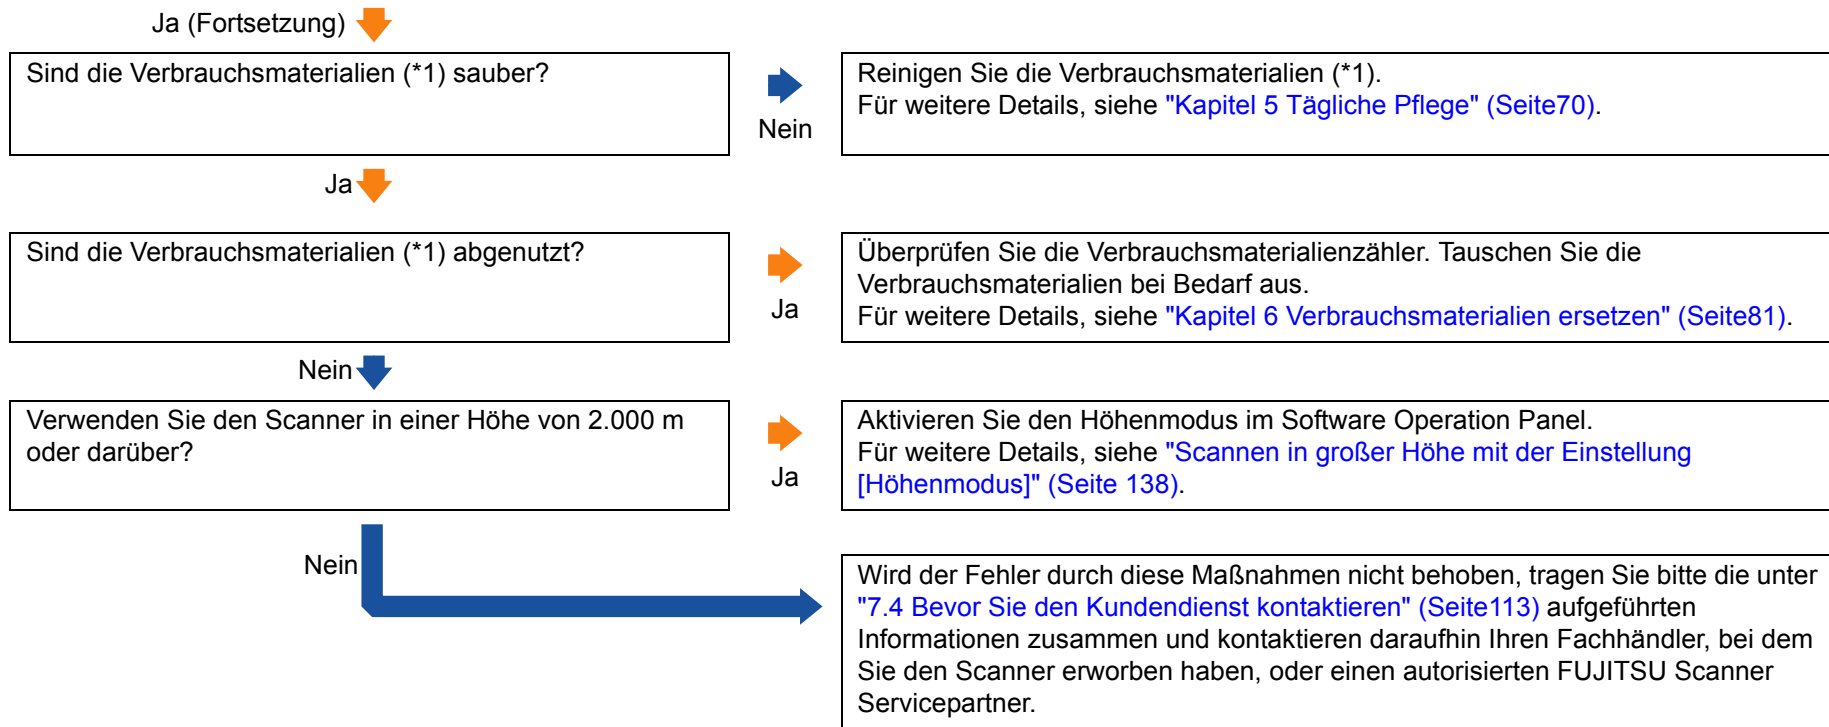 Ja (Fortsetzung)
Sind die Verbrauchsmaterialien (*1) sauber?
Nein
Reinigen Sie die Verbrauchsmaterialien (*1).
Für weitere Details, siehe "Kapitel 5 Tägliche Pflege" (Seite70).
Ja
Sind die Verbrauchsmaterialien (*1) abgenutzt?
Ja
Überprüfen Sie die Verbrauchsmaterialienzähler. Tauschen Sie die
Verbrauchsmaterialien bei Bedarf aus.
Für weitere Details, siehe "Kapitel 6 Verbrauchsmaterialien ersetzen" (Seite81).
Nein
Verwenden Sie den Scanner in einer Höhe von 2.000 m
oder darüber?
Ja
Aktivieren Sie den Höhenmodus im Software Operation Panel.
Für weitere Details, siehe "Scannen in großer Höhe mit der Einstellung
[Höhenmodus]" (Seite 138).
Nein
Wird der Fehler durch diese Maßnahmen nicht behoben, tragen Sie bitte die unter
"7.4 Bevor Sie den Kundendienst kontaktieren" (Seite113) aufgeführten
Informationen zusammen und kontaktieren daraufhin Ihren Fachhändler, bei dem
Sie den Scanner erworben haben, oder einen autorisierten FUJITSU Scanner
Servicepartner.